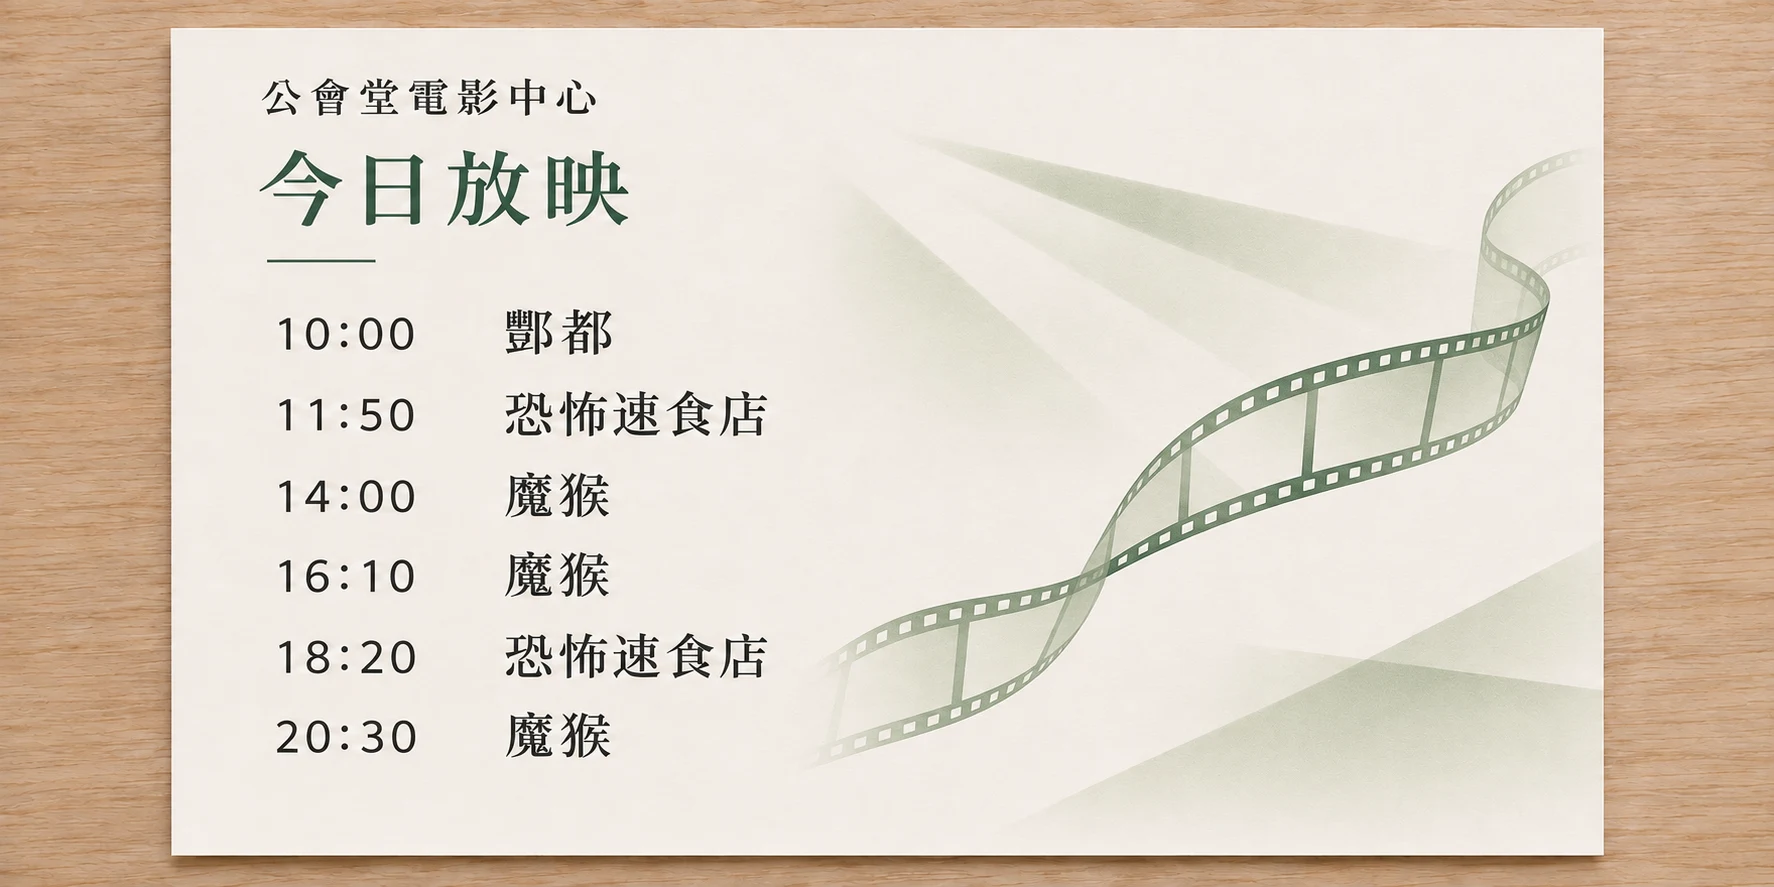 公會堂電影中心
今日放映
10:00 酆都
11:50 恐怖速食店
14:00 魔猴
16:10 魔猴
18:20 恐怖速食店
20:30 魔猴